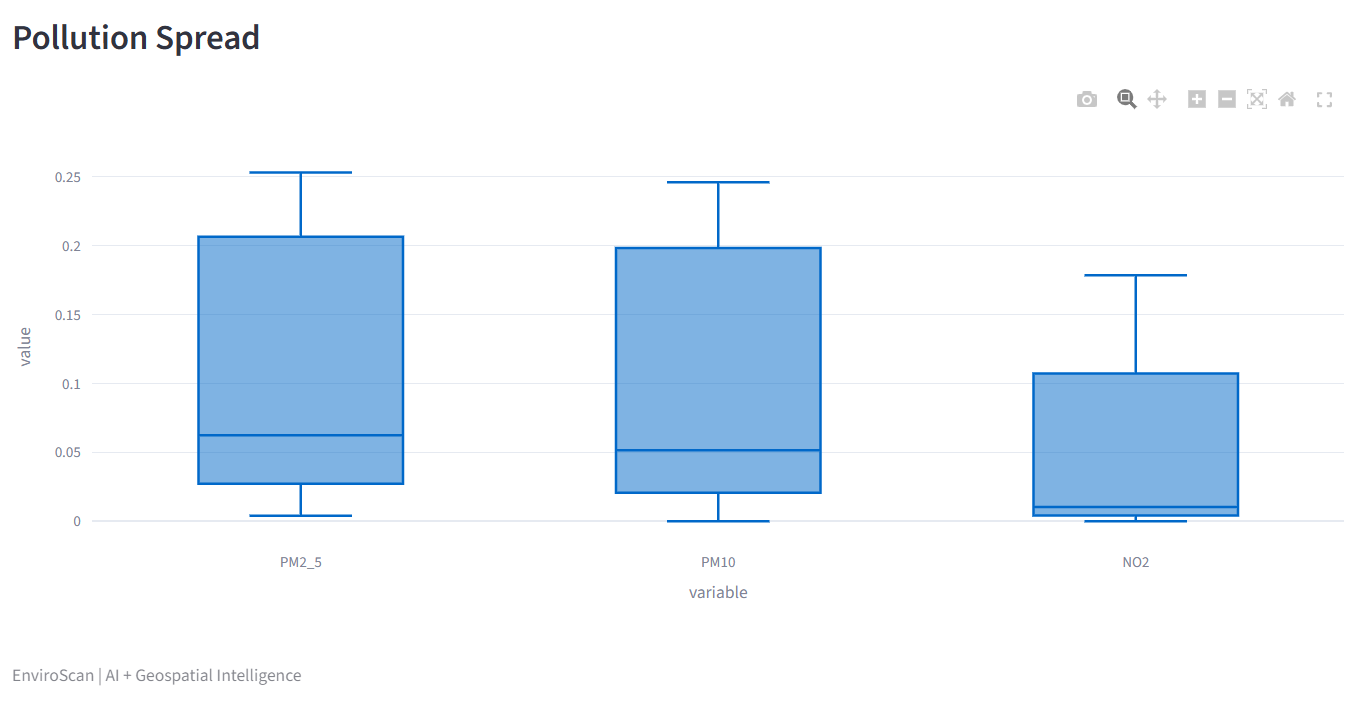 Pollution Spread
0.25
0.2
0.15
0.1
0.05
0
value
PM2_5
PM10
NO2
variable
EnviroScan | AI + Geospatial Intelligence